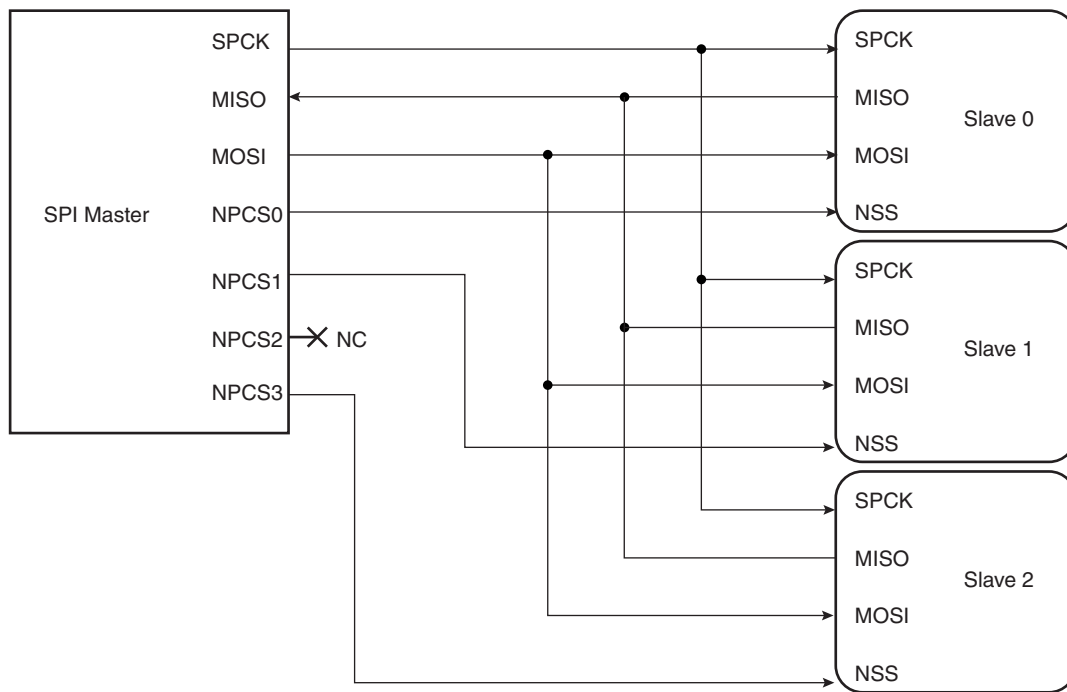 SPI Master
SPCK
MISO
MOSI
NPCS0
NPCS1
NPCS2
NC
NPCS3
SPCK
MISO
Slave 0
MOSI
NSS
SPCK
MISO
Slave 1
MOSI
NSS
SPCK
MISO
Slave 2
MOSI
NSS